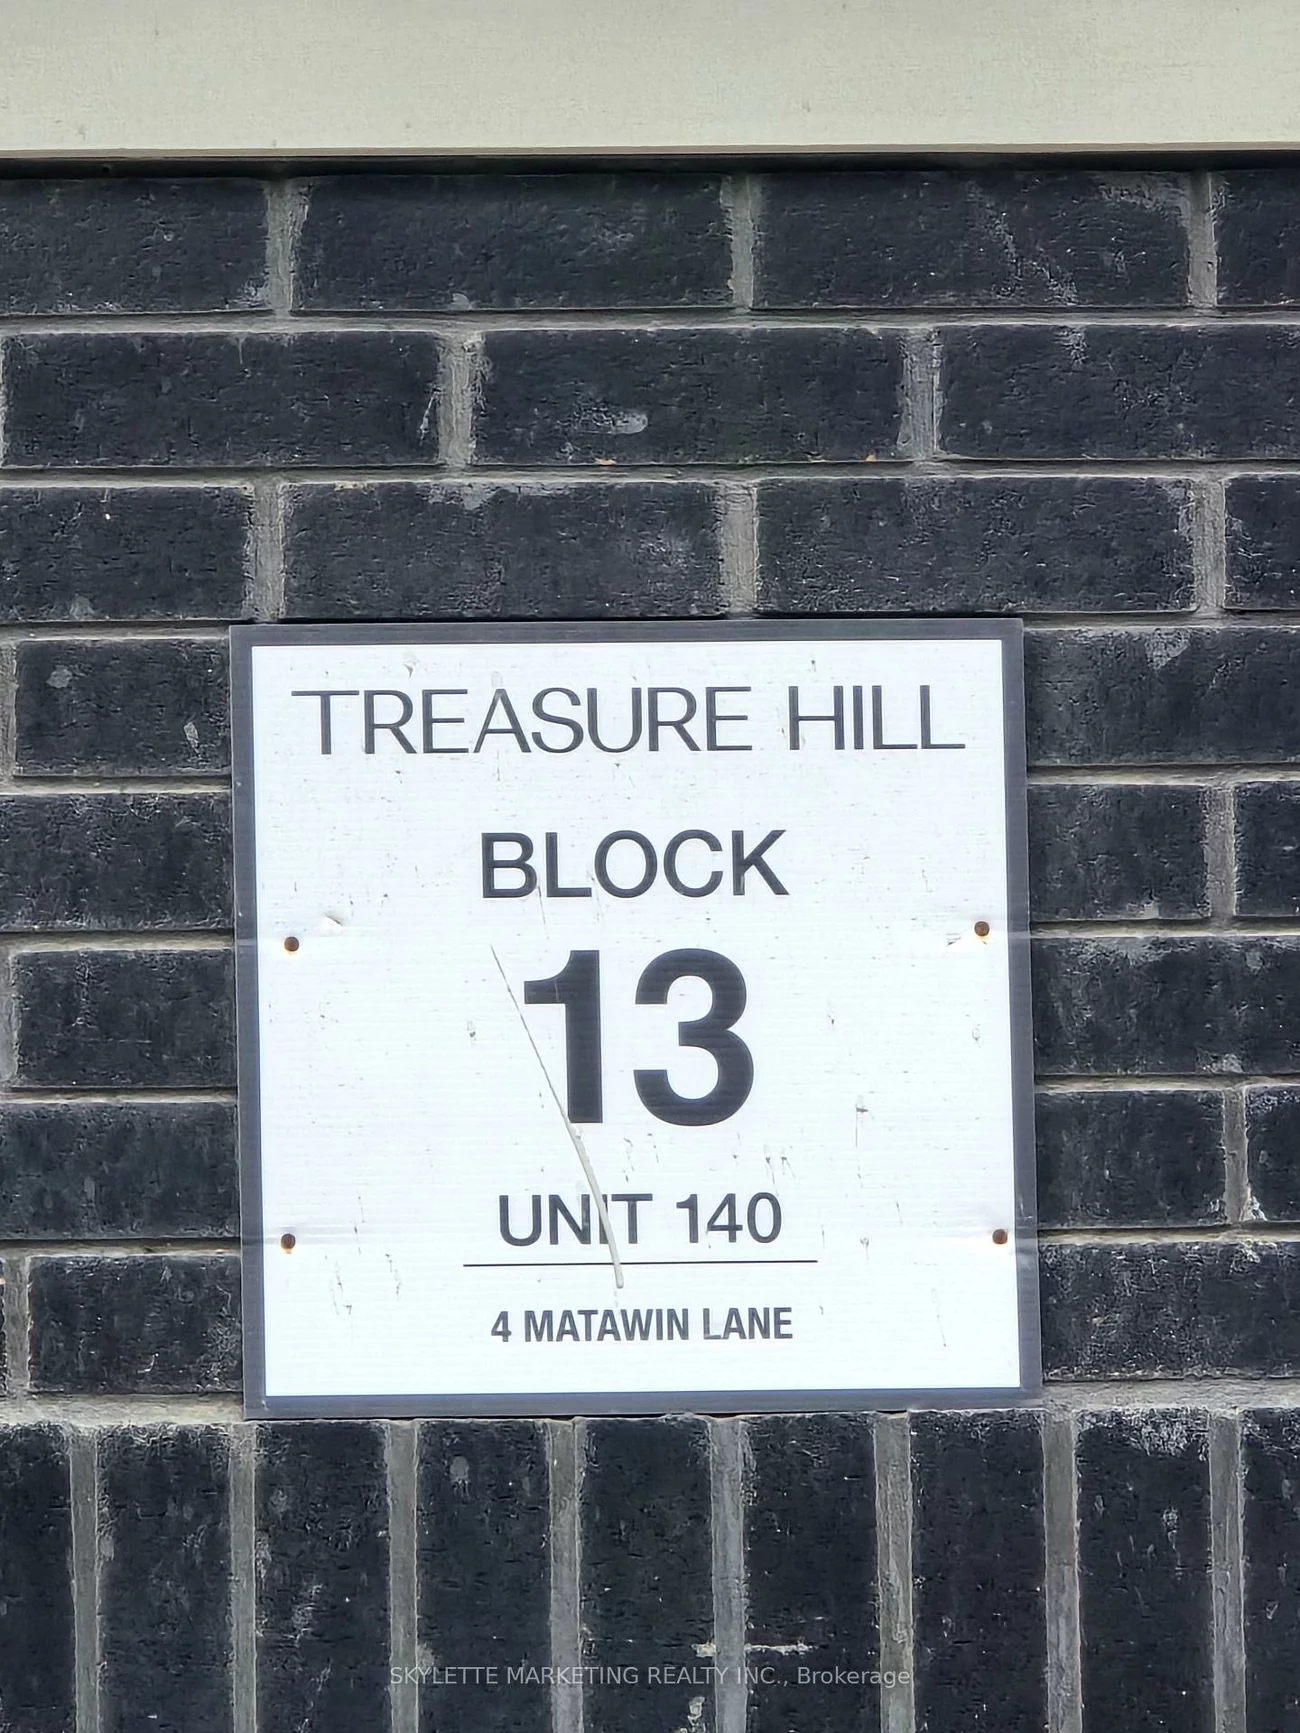 TREASURE HILL
BLOCK
13
UNIT 140
4 MATAWIN LANE
SKYLETTE MARKETING REALTY INC., Brokerage